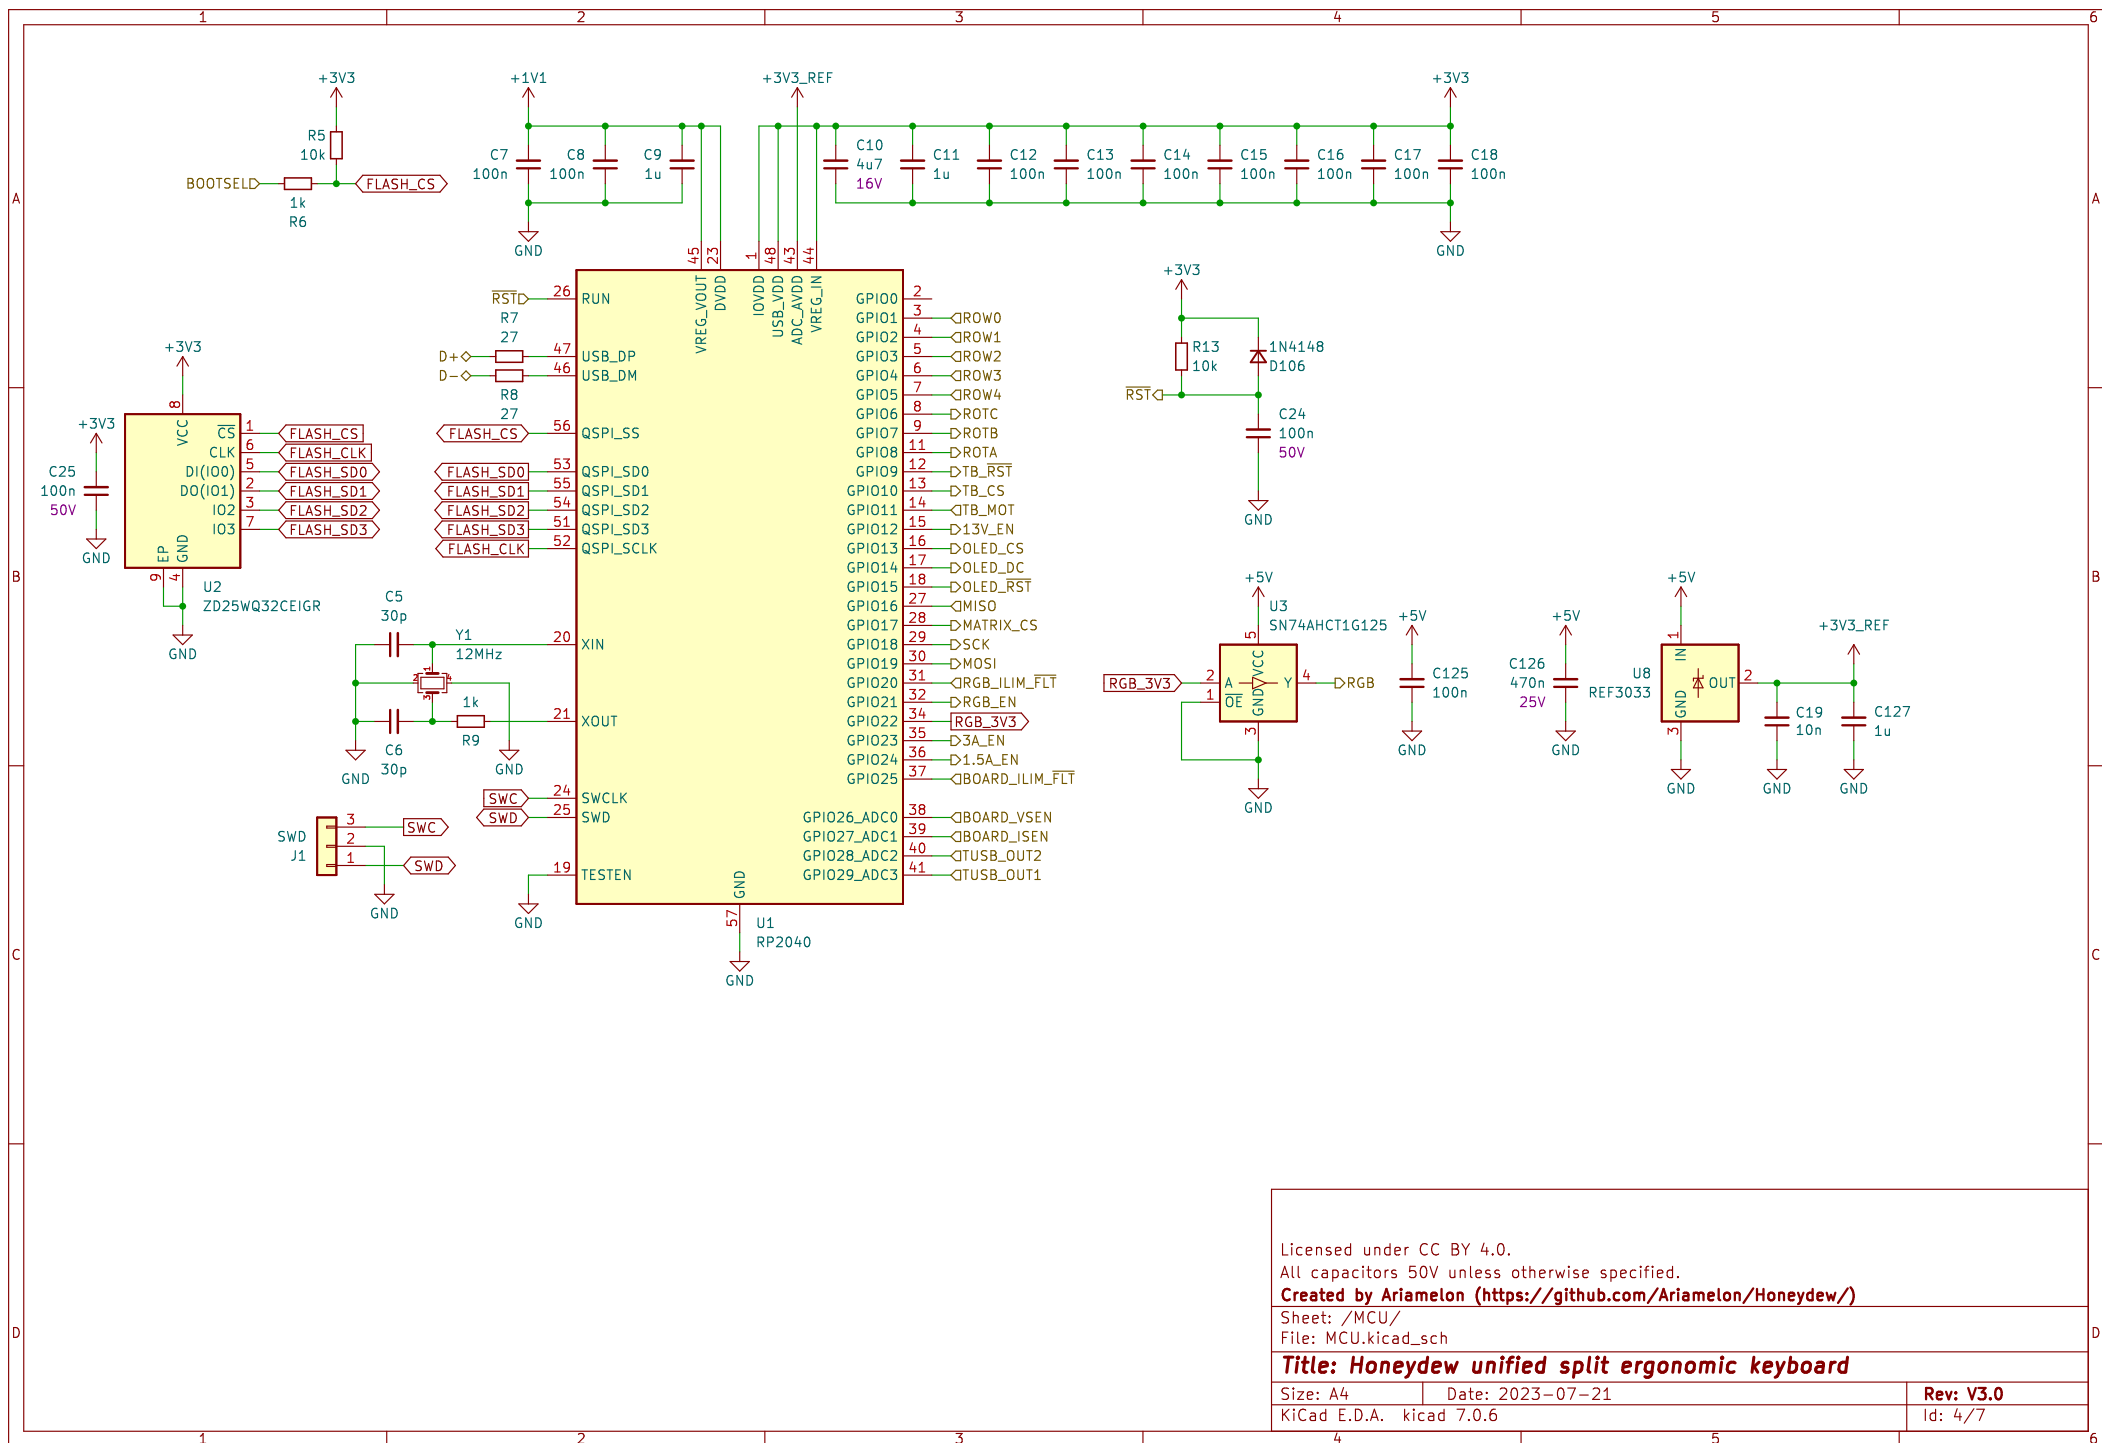 1 2 3 4 5 6
A
B
C
D
A
B
C
D
1 2 3 4 5 6
+3V3
R5
10k
BOOTSEL
1k
R6
FLASH_CS
+1V1
C7
100n
C8
100n
C9
1u
GND
+3V3_REF
+3V3
C10
4u7
16V
C11
1u
C12
100n
C13
100n
C14
100n
C15
100n
C16
100n
C17
100n
C18
100n
GND
45 VREG_VOUT
23 DVDD
1 IOVDD
48 USB_VDD
43 ADC_AVDD
44 VREG_IN
RST 26 RUN
R7
27
D+ 47 USB_DP
D- 46 USB_DM
R8
27
FLASH_CS 56 QSPI_SS
FLASH_SD0 53 QSPI_SD0
FLASH_SD1 55 QSPI_SD1
FLASH_SD2 54 QSPI_SD2
FLASH_SD3 51 QSPI_SD3
FLASH_CLK 52 QSPI_SCLK
20 XIN
21 XOUT
SWC 24 SWCLK
SWD 25 SWD
19 TESTEN
GND
GND
57
U1
RP2040
GND
GPIO0 2
GPIO1 3 ROW0
GPIO2 4 ROW1
GPIO3 5 ROW2
GPIO4 6 ROW3
GPIO5 7 ROW4
GPIO6 8 ROTC
GPIO7 9 ROTB
GPIO8 11 ROTA
GPIO9 12 TB_RST
GPIO10 13 TB_CS
GPIO11 14 TB_MOT
GPIO12 15 13V_EN
GPIO13 16 OLED_CS
GPIO14 17 OLED_DC
GPIO15 18 OLED_RST
GPIO16 27 MISO
GPIO17 28 MATRIX_CS
GPIO18 29 SCK
GPIO19 30 MOSI
GPIO20 31 RGB_ILIM_FLT
GPIO21 32 RGB_EN
GPIO22 34 RGB_3V3
GPIO23 35 3A_EN
GPIO24 36 1.5A_EN
GPIO25 37 BOARD_ILIM_FLT
GPIO26_ADC0 38 BOARD_VSEN
GPIO27_ADC1 39 BOARD_ISEN
GPIO28_ADC2 40 TUSB_OUT2
GPIO29_ADC3 41 TUSB_OUT1
+3V3
8
VCC
+3V3
C25
100n
50V
GND
CS 1 FLASH_CS
CLK 6 FLASH_CLK
DI(IO0) 5 FLASH_SD0
DO(IO1) 2 FLASH_SD1
IO2 3 FLASH_SD2
IO3 7 FLASH_SD3
EP GND
9 4
U2
ZD25WQ32CEIGR
GND
C5
30p
Y1
12MHz
1
2
4
3
1k
R9
C6
30p
GND
GND
SWD
J1
3 SWC
2
1 SWD
GND
+3V3
R13
10k
1N4148
D106
RST
C24
100n
50V
GND
+5V
U3
SN74AHCT1G125
5
VCC
RGB_3V3 2 A
1 OE
Y 4 RGB
GND
3
GND
+5V
C125
100n
GND
+5V
C126
470n
25V
GND
+5V
1
IN
U8
REF3033
OUT 2
GND
3
GND
+3V3_REF
C19
10n
GND
C127
1u
GND
Licensed under CC BY 4.0.
All capacitors 50V unless otherwise specified.
Created by Ariamelon (https://github.com/Ariamelon/Honeydew/)
Sheet: /MCU/
File: MCU.kicad_sch
Title: Honeydew unified split ergonomic keyboard
Size: A4 Date: 2023-07-21 Rev: V3.0
KiCad E.D.A. kicad 7.0.6 Id: 4/7